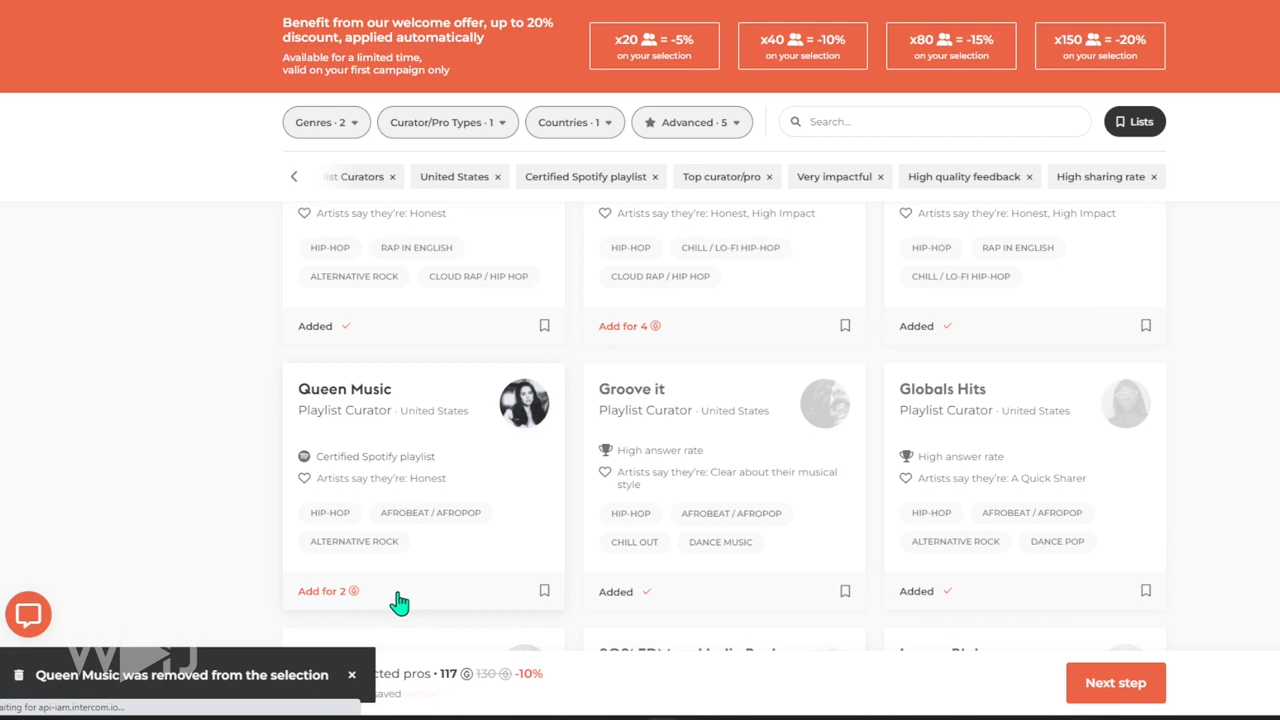 Benefit from our welcome offer, up to 20%
discount, applied automatically
Available for a limited time,
valid on your first campaign only
x20 = -5%
on your selection
x40 = -10%
on your selection
x80 = -15%
on your selection
x150 = -20%
on your selection
Genres · 2
Curator/Pro Types · 1
Countries · 1
Advanced · 5
Search...
Lists
ist Curators ×
United States ×
Certified Spotify playlist ×
Top curator/pro ×
Very impactful ×
High quality feedback ×
High sharing rate ×
Artists say they're: Honest
HIP-HOP
RAP IN ENGLISH
ALTERNATIVE ROCK
CLOUD RAP / HIP HOP
Added
Artists say they're: Honest, High Impact
HIP-HOP
CHILL / LO-FI HIP-HOP
CLOUD RAP / HIP HOP
Add for 4
Artists say they're: Honest, High Impact
HIP-HOP
RAP IN ENGLISH
CHILL / LO-FI HIP-HOP
Added
Queen Music
Playlist Curator · United States
Certified Spotify playlist
Artists say they're: Honest
HIP-HOP
AFROBEAT / AFROPOP
ALTERNATIVE ROCK
Add for 2
Groove it
Playlist Curator · United States
High answer rate
Artists say they're: Clear about their musical
style
HIP-HOP
AFROBEAT / AFROPOP
CHILL OUT
DANCE MUSIC
Added
Globals Hits
Playlist Curator · United States
High answer rate
Artists say they're: A Quick Sharer
HIP-HOP
AFROBEAT / AFROPOP
ALTERNATIVE ROCK
DANCE POP
Added
Queen Music was removed from the selection ×
cted pros · 117 130 -10%
saved
Next step
aiting for api-iam.intercom.io...